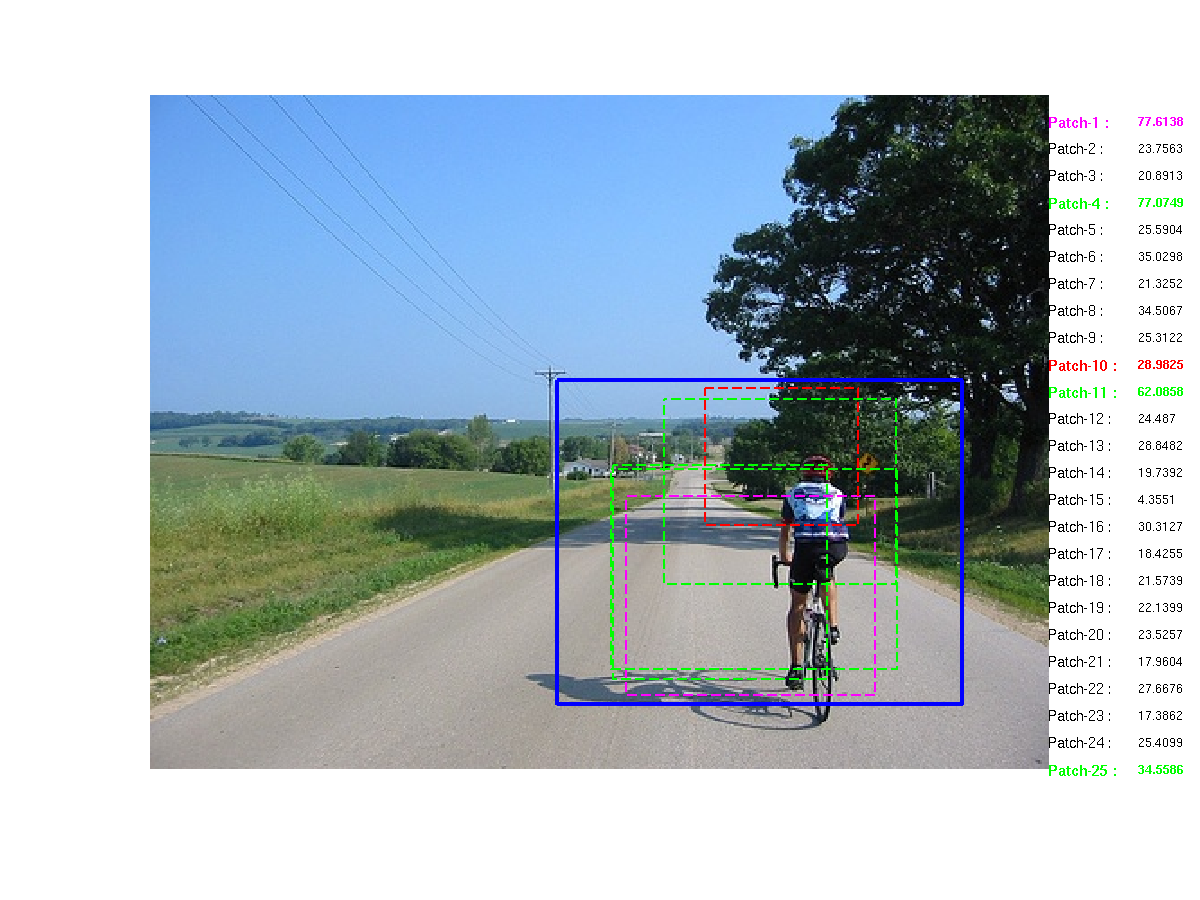 Patch-1 : 77.6138
Patch-2 : 23.7563
Patch-3 : 20.8913
Patch-4 : 77.0749
Patch-5 : 25.5904
Patch-6 : 35.0298
Patch-7 : 21.3252
Patch-8 : 34.5067
Patch-9 : 25.3122
Patch-10 : 28.9825
Patch-11 : 62.0858
Patch-12 : 24.487
Patch-13 : 28.8482
Patch-14 : 19.7392
Patch-15 : 4.3551
Patch-16 : 30.3127
Patch-17 : 18.4255
Patch-18 : 21.5739
Patch-19 : 22.1399
Patch-20 : 23.5257
Patch-21 : 17.9604
Patch-22 : 27.6676
Patch-23 : 17.3862
Patch-24 : 25.4099
Patch-25 : 34.5586